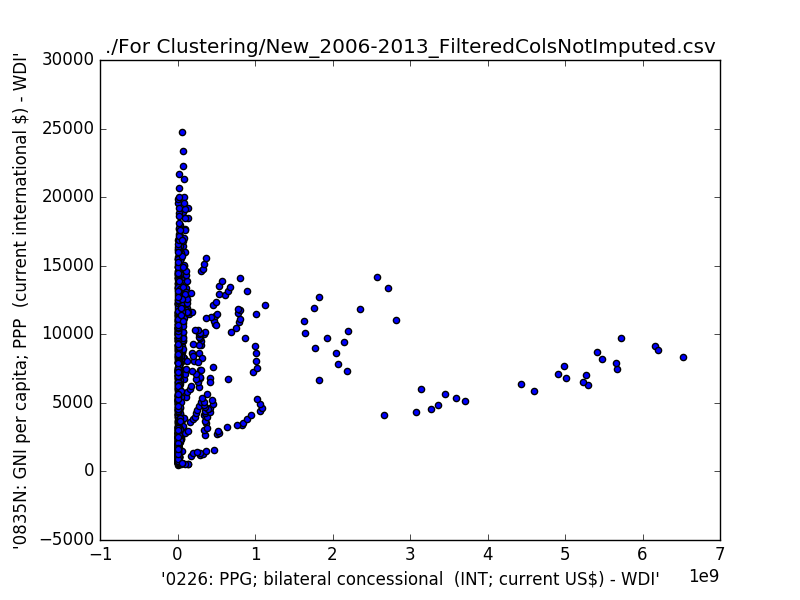 ./For Clustering/New_2006-2013_FilteredColsNotImputed.csv
30000
25000
20000
15000
10000
5000
0
−5000
'0835N: GNI per capita; PPP  (current international $) - WDI'
−1 0 1 2 3 4 5 6 7
1e9
'0226: PPG; bilateral concessional  (INT; current US$) - WDI'